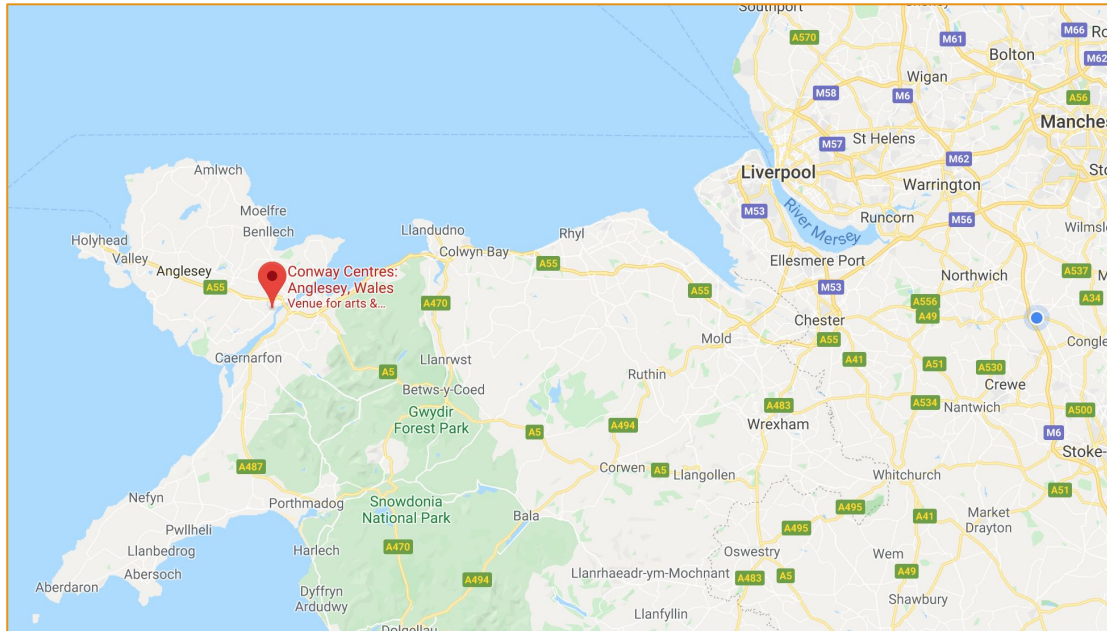 Southport
A570
M61
M66
Bolton
M62
Wigan
M58
M6
A56
Manches
M57
St Helens
M62
Liverpool
Warrington
Amlwch
M53
River Mersey
Runcorn
M56
Moelfre
Benllech
Llandudno
Rhyl
Wilmslo
Holyhead
Colwyn Bay
Ellesmere Port
Valley
Anglesey
A55
Conway Centres:
Anglesey, Wales
Venue for arts &...
A55
A470
A55
M53
Northwich
A537
A34
A556
A49
Chester
Caernarfon
Mold
A55
Congle
Llanrwst
A41
A51
A530
A5
Ruthin
Crewe
Betws-y-Coed
A483
A534
Nantwich
A500
Gwydir
Forest Park
A494
Wrexham
A5
M6
Stoke-
A487
Corwen
A5
Llangollen
Whitchurch
A51
Nefyn
Porthmadog
Snowdonia
National Park
A495
Pwllheli
Bala
A495
A41
Market
Drayton
Llanbedrog
Harlech
A470
Oswestry
Wem
Abersoch
Llanrhaeadr-ym-Mochnant
A483
A5
A49
Aberdaron
A494
Dyffryn
Ardudwy
Shawbury
Llanfyllin
Dolgellau